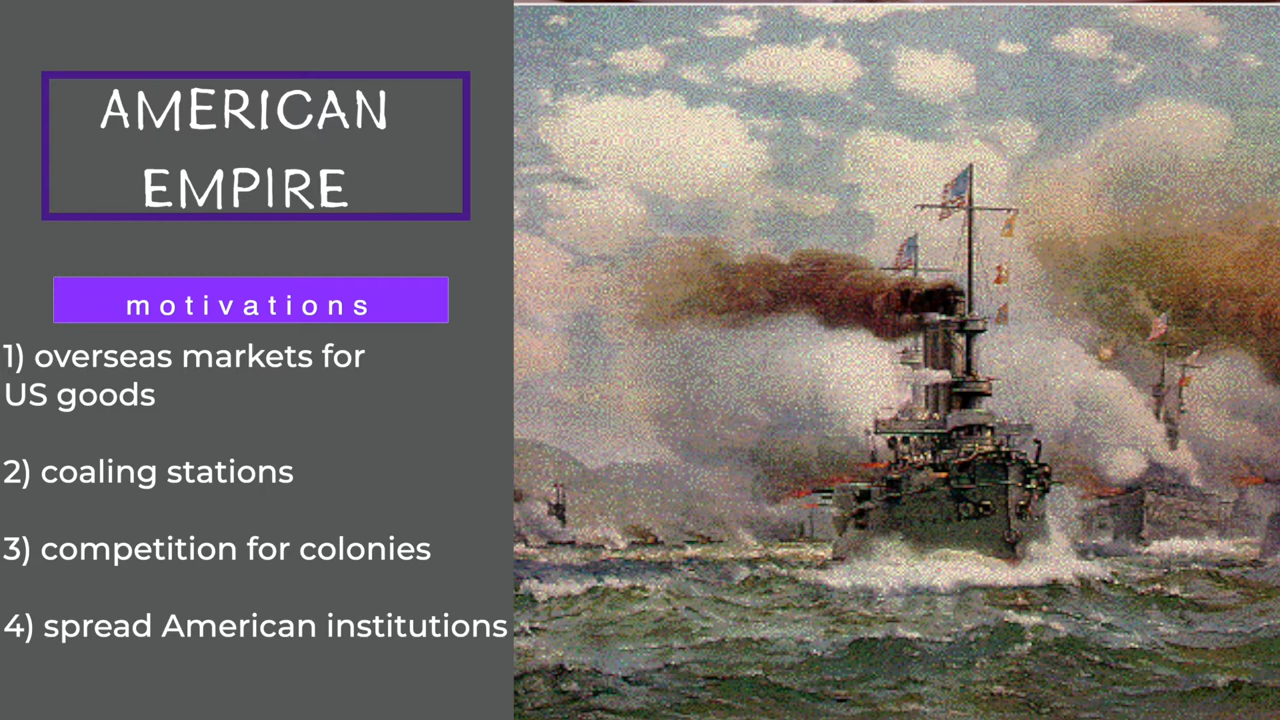 AMERICAN
EMPIRE
motivations
1) overseas markets for
US goods
2) coaling stations
3) competition for colonies
4) spread American institutions